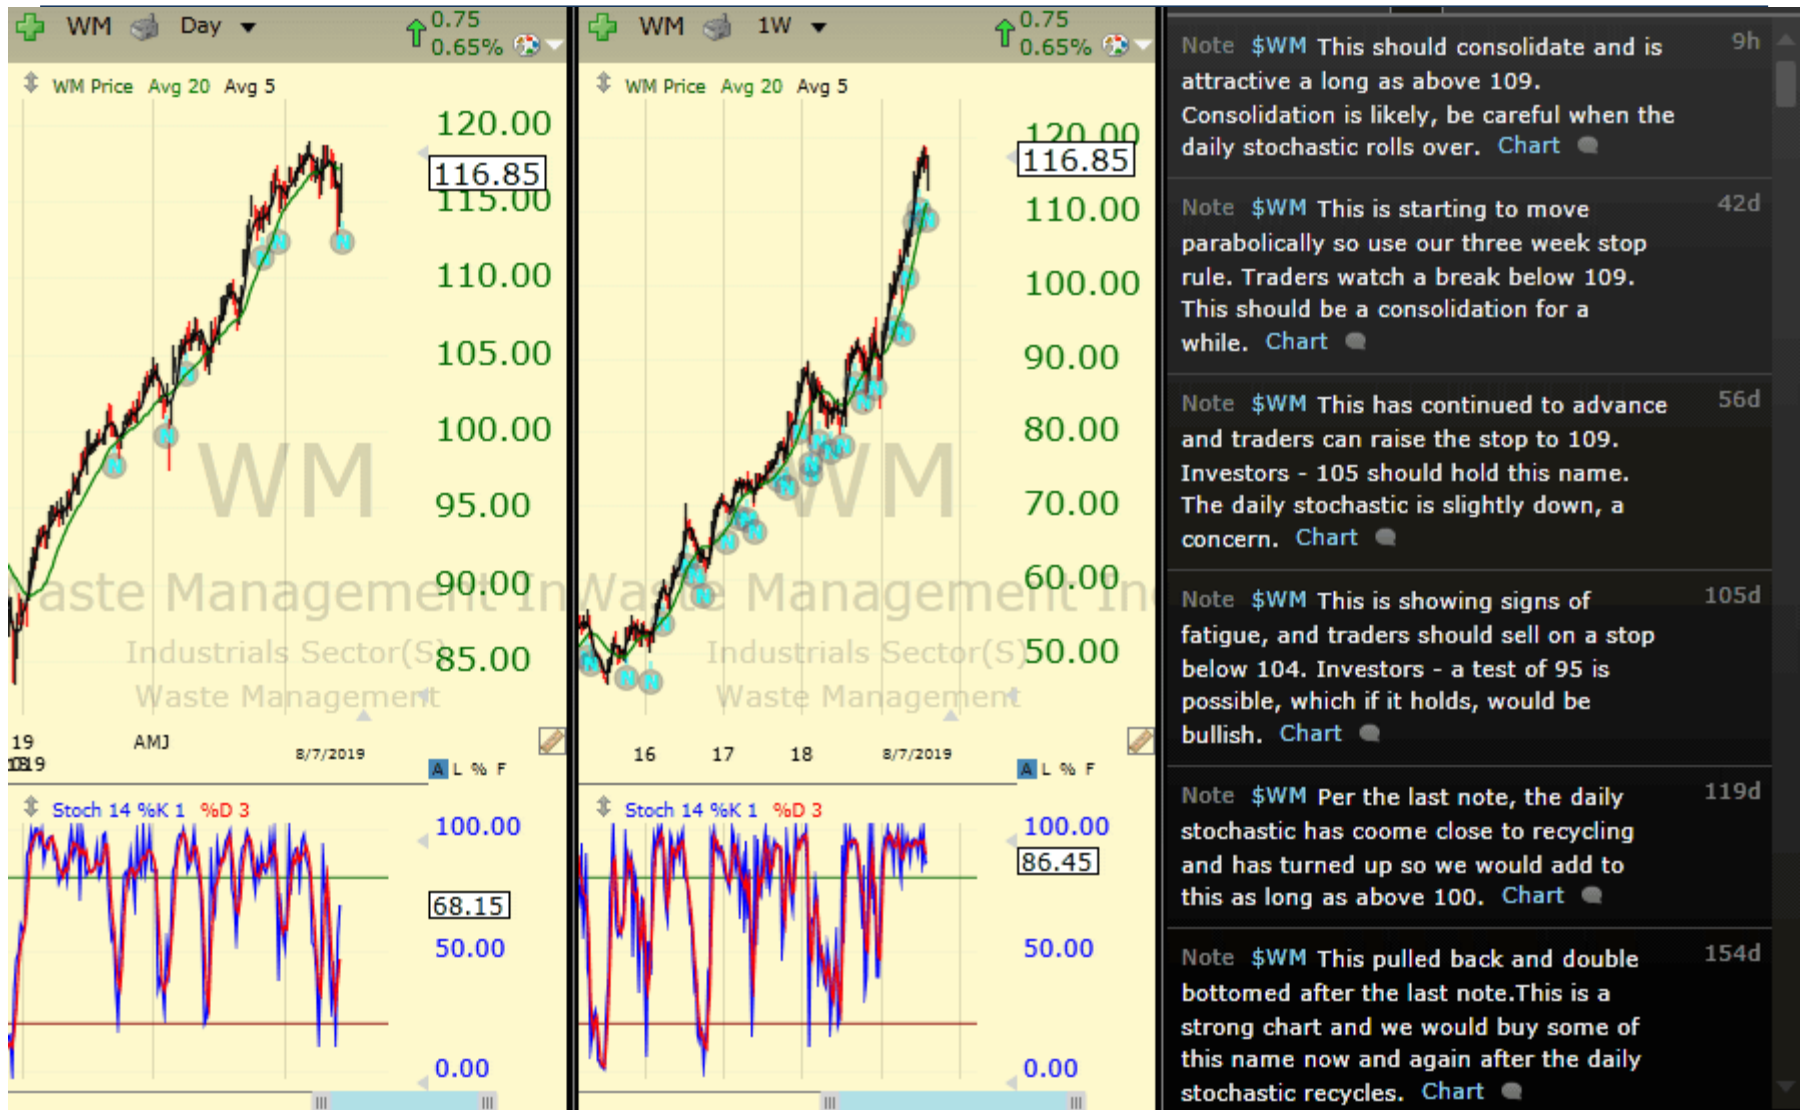 WM Day 0.75
0.65%
WM Price Avg 20 Avg 5
120.00
116.85
115.00
110.00
105.00
100.00
95.00
90.00
85.00
WM
aste Management In
Industrials Sector(S)
Waste Management
19 AMJ 8/7/2019
A L % F
Stoch 14 %K 1 %D 3
100.00
68.15
50.00
0.00
WM 1W 0.75
0.65%
WM Price Avg 20 Avg 5
120.00
116.85
110.00
100.00
90.00
80.00
70.00
60.00
50.00
WM
Waste Management Inc
Industrials Sector(S)
Waste Management
16 17 18 8/7/2019
A L % F
Stoch 14 %K 1 %D 3
100.00
86.45
50.00
0.00
Note $WM This should consolidate and is 9h
attractive a long as above 109.
Consolidation is likely, be careful when the
daily stochastic rolls over. Chart
Note $WM This is starting to move 42d
parabolically so use our three week stop
rule. Traders watch a break below 109.
This should be a consolidation for a
while. Chart
Note $WM This has continued to advance 56d
and traders can raise the stop to 109.
Investors - 105 should hold this name.
The daily stochastic is slightly down, a
concern. Chart
Note $WM This is showing signs of 105d
fatigue, and traders should sell on a stop
below 104. Investors - a test of 95 is
possible, which if it holds, would be
bullish. Chart
Note $WM Per the last note, the daily 119d
stochastic has coome close to recycling
and has turned up so we would add to
this as long as above 100. Chart
Note $WM This pulled back and double 154d
bottomed after the last note.This is a
strong chart and we would buy some of
this name now and again after the daily
stochastic recycles. Chart